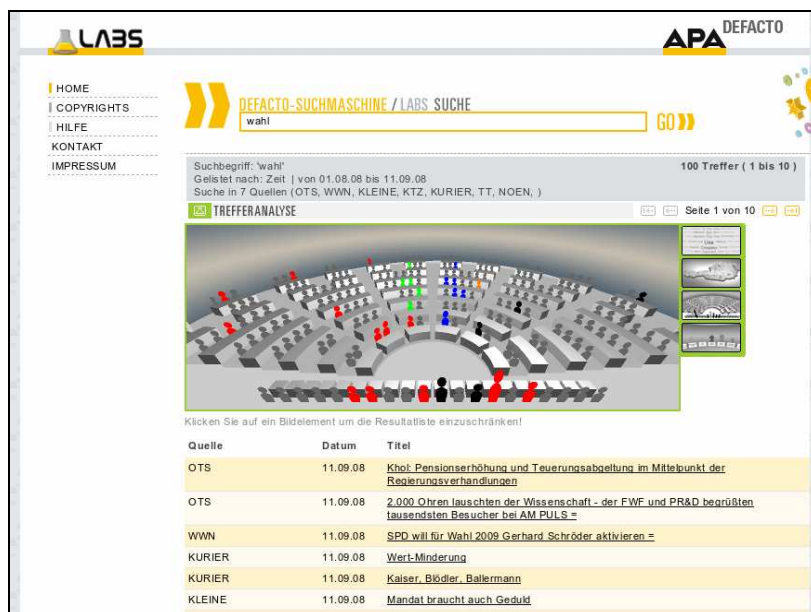 LABS
APA DEFACTO
HOME
COPYRIGHTS
HILFE
KONTAKT
IMPRESSUM
DEFACTO-SUCHMASCHINE / LABS SUCHE
wahl
GO
Suchbegriff: 'wahl'
100 Treffer ( 1 bis 10 )
Gelistet nach: Zeit | von 01.08.08 bis 11.09.08
Suche in 7 Quellen (OTS, WWN, KLEINE, KTZ, KURIER, TT, NOEN, )
TREFFERANALYSE
Seite 1 von 10
Klicken Sie auf ein Bildelement um die Resultatliste einzuschränken!
Quelle Datum Titel
OTS 11.09.08 Khol: Pensionserhöhung und Teuerungsabgeltung im Mittelpunkt der
Regierungsverhandlungen
OTS 11.09.08 2.000 Ohren lauschten der Wissenschaft - der FWF und PR&D begrüßten
tausendsten Besucher bei AM PULS =
WWN 11.09.08 SPD will für Wahl 2009 Gerhard Schröder aktivieren =
KURIER 11.09.08 Wert-Minderung
KURIER 11.09.08 Kaiser, Blödler, Ballermann
KLEINE 11.09.08 Mandat braucht auch Geduld